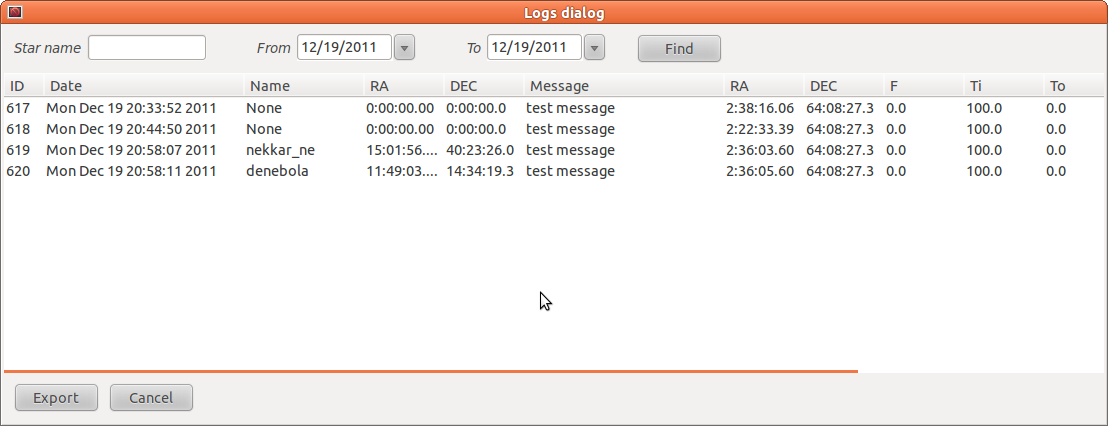 Logs dialog
Star name From 12/19/2011 To 12/19/2011 Find
ID Date Name RA DEC Message RA DEC F Ti To
617 Mon Dec 19 20:33:52 2011 None 0:00:00.00 0:00:00.0 test message 2:38:16.06 64:08:27.3 0.0 100.0 0.0
618 Mon Dec 19 20:44:50 2011 None 0:00:00.00 0:00:00.0 test message 2:22:33.39 64:08:27.3 0.0 100.0 0.0
619 Mon Dec 19 20:58:07 2011 nekkar_ne 15:01:56.... 40:23:26.0 test message 2:36:03.60 64:08:27.3 0.0 100.0 0.0
620 Mon Dec 19 20:58:11 2011 denebola 11:49:03.... 14:34:19.3 test message 2:36:05.60 64:08:27.3 0.0 100.0 0.0
Export Cancel